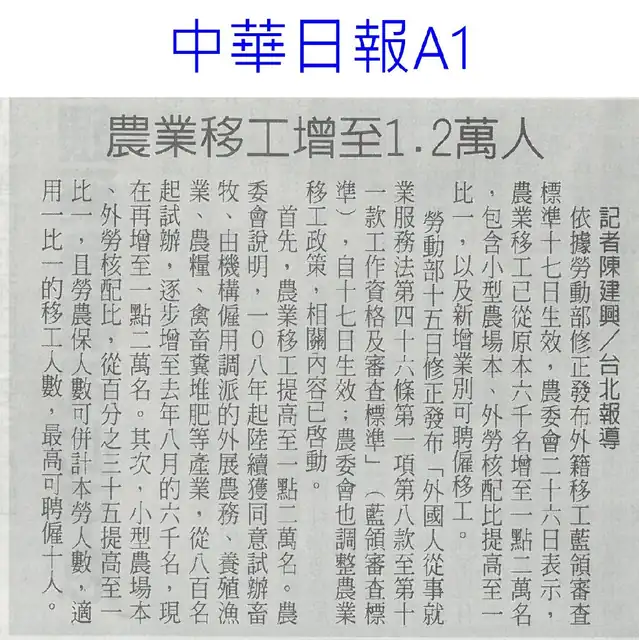 中華日報A1
農業移工增至1.2萬人
記者陳建興／台北報導
依據勞動部修正發布外籍移工藍領審查
標準十七日生效，農委會二十六日表示，
農業移工已從原本六千名增至一點二萬名
，包含小型農場本、外勞核配比提高至一
比一，以及新增業別可聘僱移工。
勞動部十五日修正發布「外國人從事就
業服務法第四十六條第一項第八款至第十
一款工作資格及審查標準」（藍領審查標
準），自十七日生效；農委會也調整農業
移工政策，相關內容已啓動。
首先，農業移工提高至一點二萬名。農
委會說明，一０八年起陸續獲同意試辦畜
牧、由機構僱用調派的外展農務、養殖漁
業、農糧、禽畜糞堆肥等產業，從八百名
起試辦，逐步增至去年八月的六千名，現
在再增至一點二萬名。其次，小型農場本
、外勞核配比，從百分之三十五提高至一
比一，且勞農保人數可併計本勞人數，適
用一比一的移工人數，最高可聘僱十人。